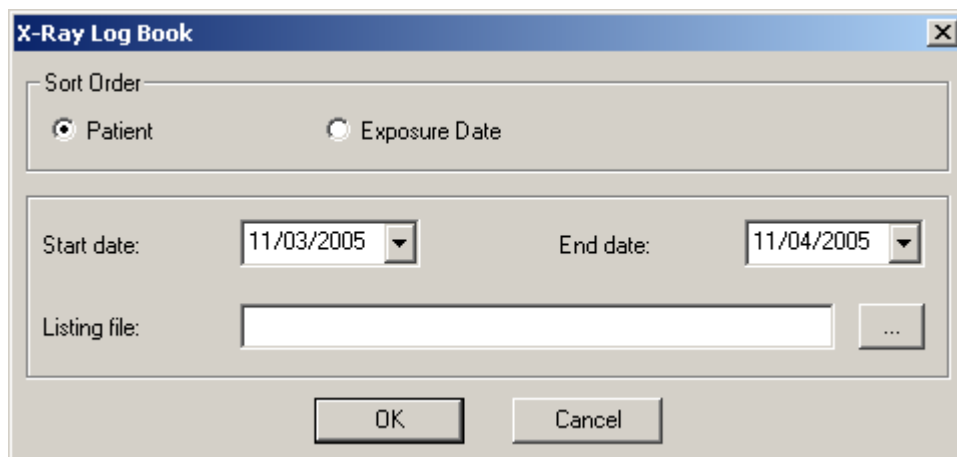 X-Ray Log Book
Sort Order
Patient Exposure Date
Start date: 11/03/2005 End date: 11/04/2005
Listing file: ...
OK Cancel